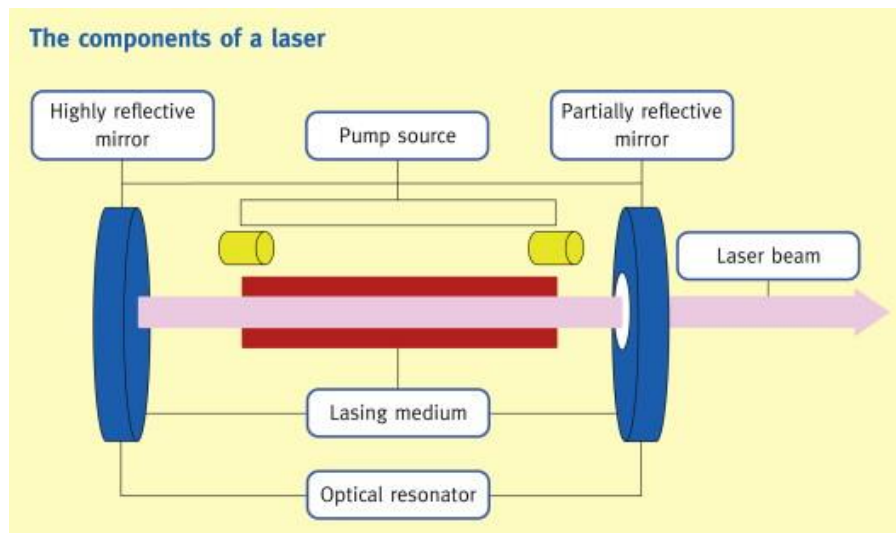 The components of a laser
Highly reflective
mirror
Pump source
Partially reflective
mirror
Laser beam
Lasing medium
Optical resonator